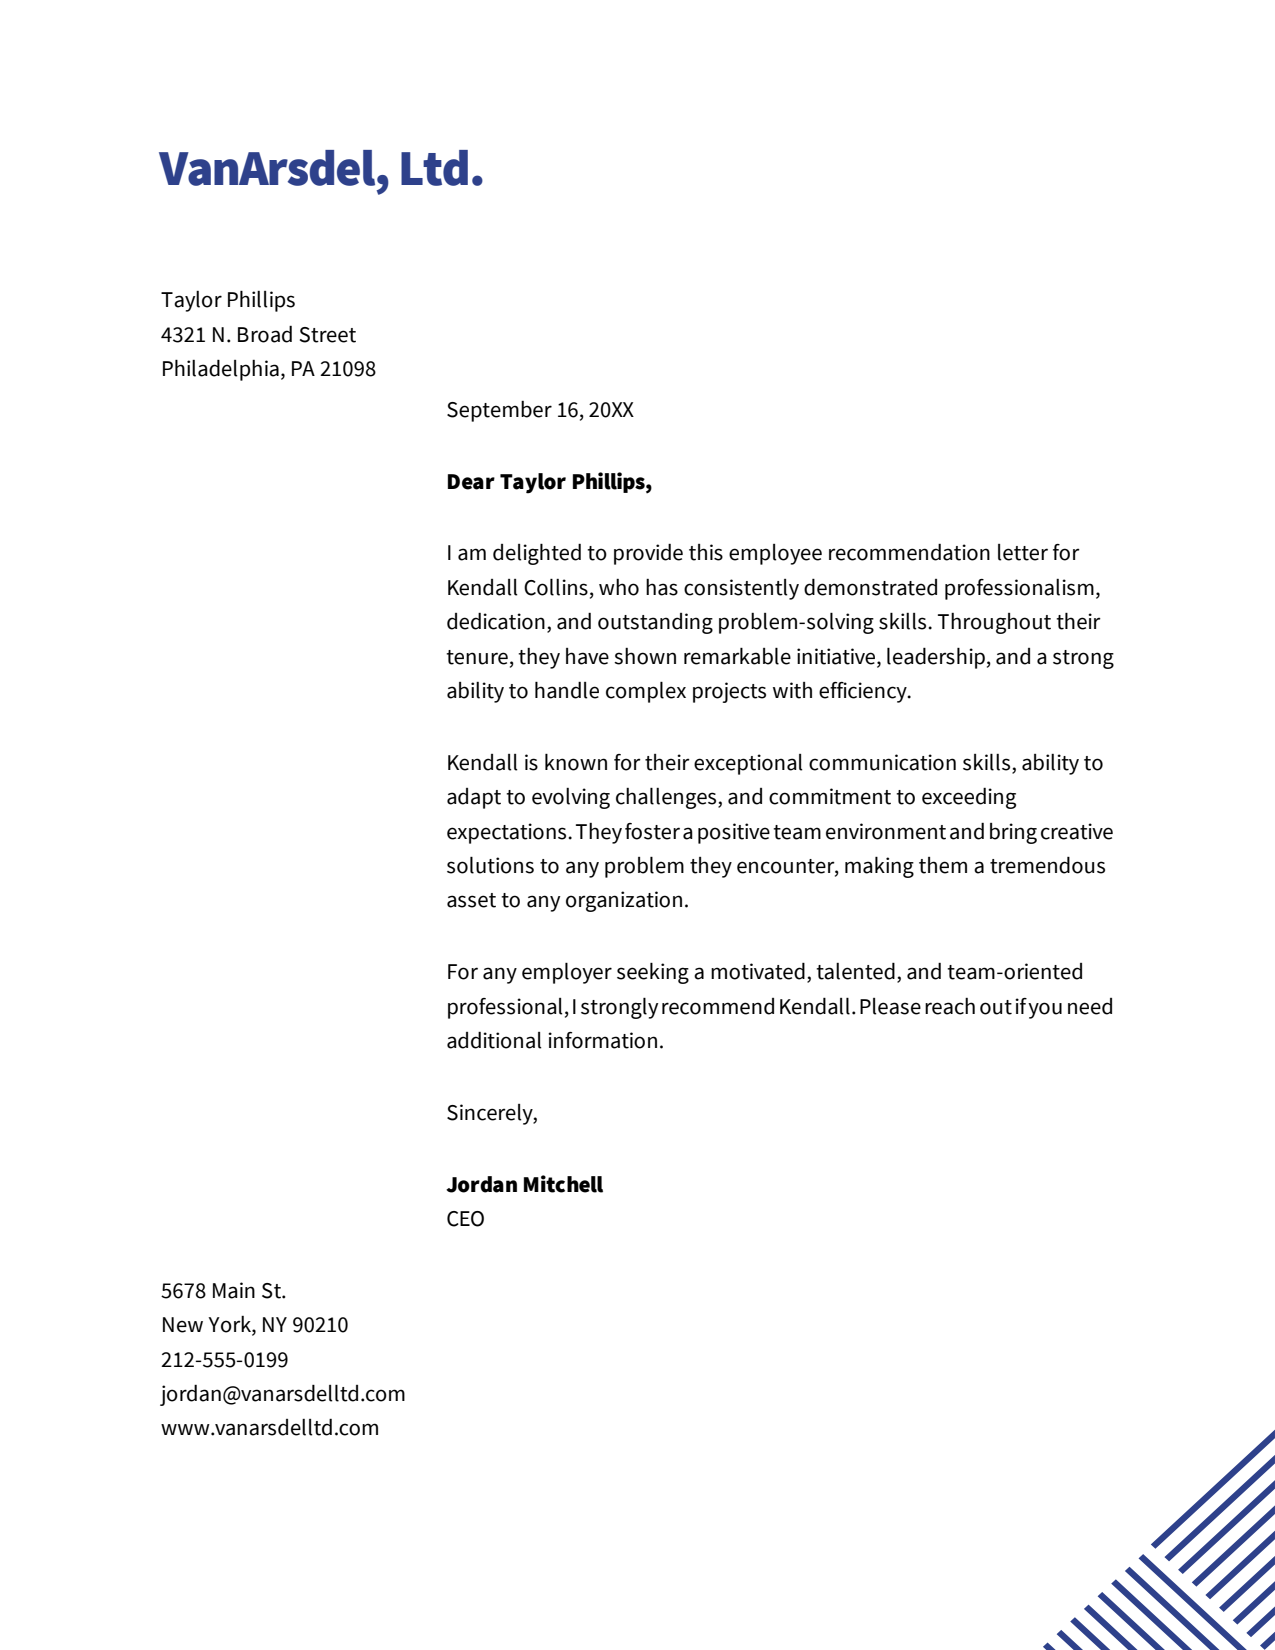 VanArsdel, Ltd.
Taylor Phillips
4321 N. Broad Street
Philadelphia, PA 21098
September 16, 20XX
Dear Taylor Phillips,
I am delighted to provide this employee recommendation letter for
Kendall Collins, who has consistently demonstrated professionalism,
dedication, and outstanding problem-solving skills. Throughout their
tenure, they have shown remarkable initiative, leadership, and a strong
ability to handle complex projects with efficiency.
Kendall is known for their exceptional communication skills, ability to
adapt to evolving challenges, and commitment to exceeding
expectations. They foster a positive team environment and bring creative
solutions to any problem they encounter, making them a tremendous
asset to any organization.
For any employer seeking a motivated, talented, and team-oriented
professional, I strongly recommend Kendall. Please reach out if you need
additional information.
Sincerely,
Jordan Mitchell
CEO
5678 Main St.
New York, NY 90210
212-555-0199
jordan@vanarsdelltd.com
www.vanarsdelltd.com